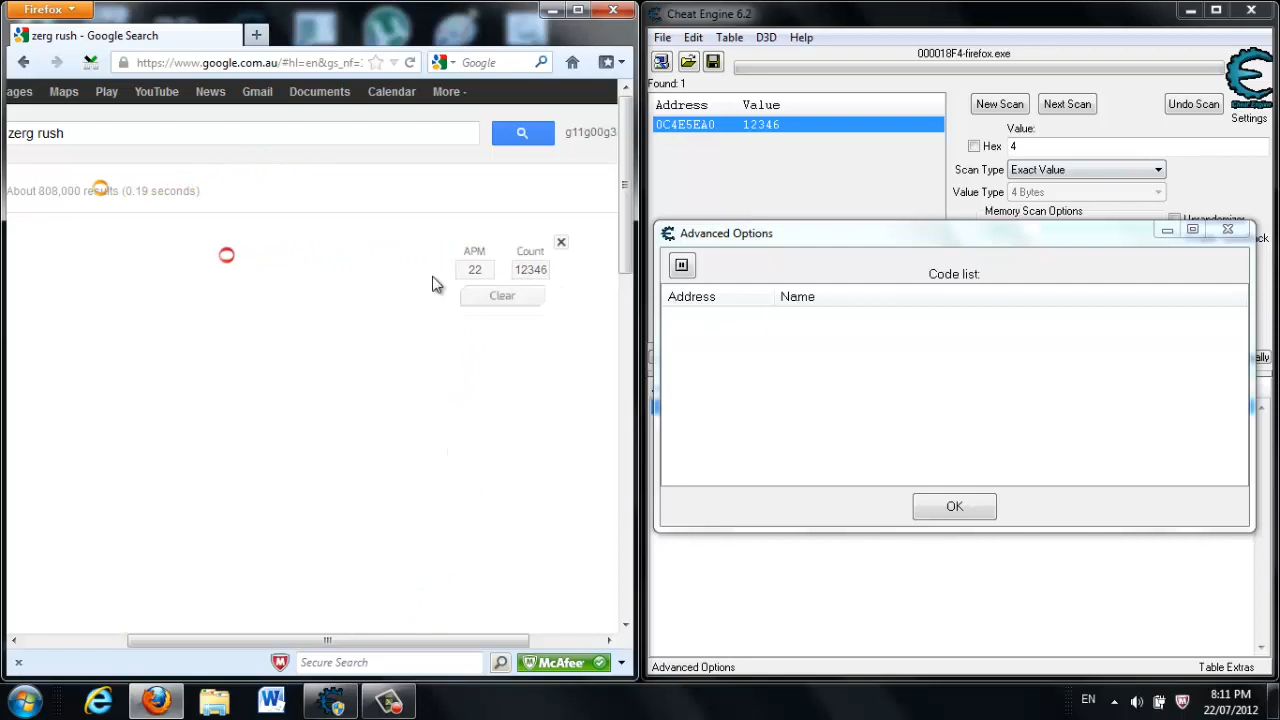 Firefox
zerg rush - Google Search
https://www.google.com.au/#hl=en&gs_nf=
Google
ages Maps Play YouTube News Gmail Documents Calendar More
zerg rush
g11g00g3
About 808,000 results (0.19 seconds)
APM Count
22 12346
Clear
Secure Search
McAfee
Cheat Engine 6.2
File Edit Table D3D Help
000018F4-firefox.exe
Found: 1
Address Value
0C4E5EA0 12346
New Scan Next Scan Undo Scan
Settings
Value:
Hex 4
Scan Type Exact Value
Value Type 4 Bytes
Memory Scan Options
Unrandomizer
Advanced Options
Code list:
Address Name
OK
ally
Advanced Options Table Extras
EN 8:11 PM
22/07/2012